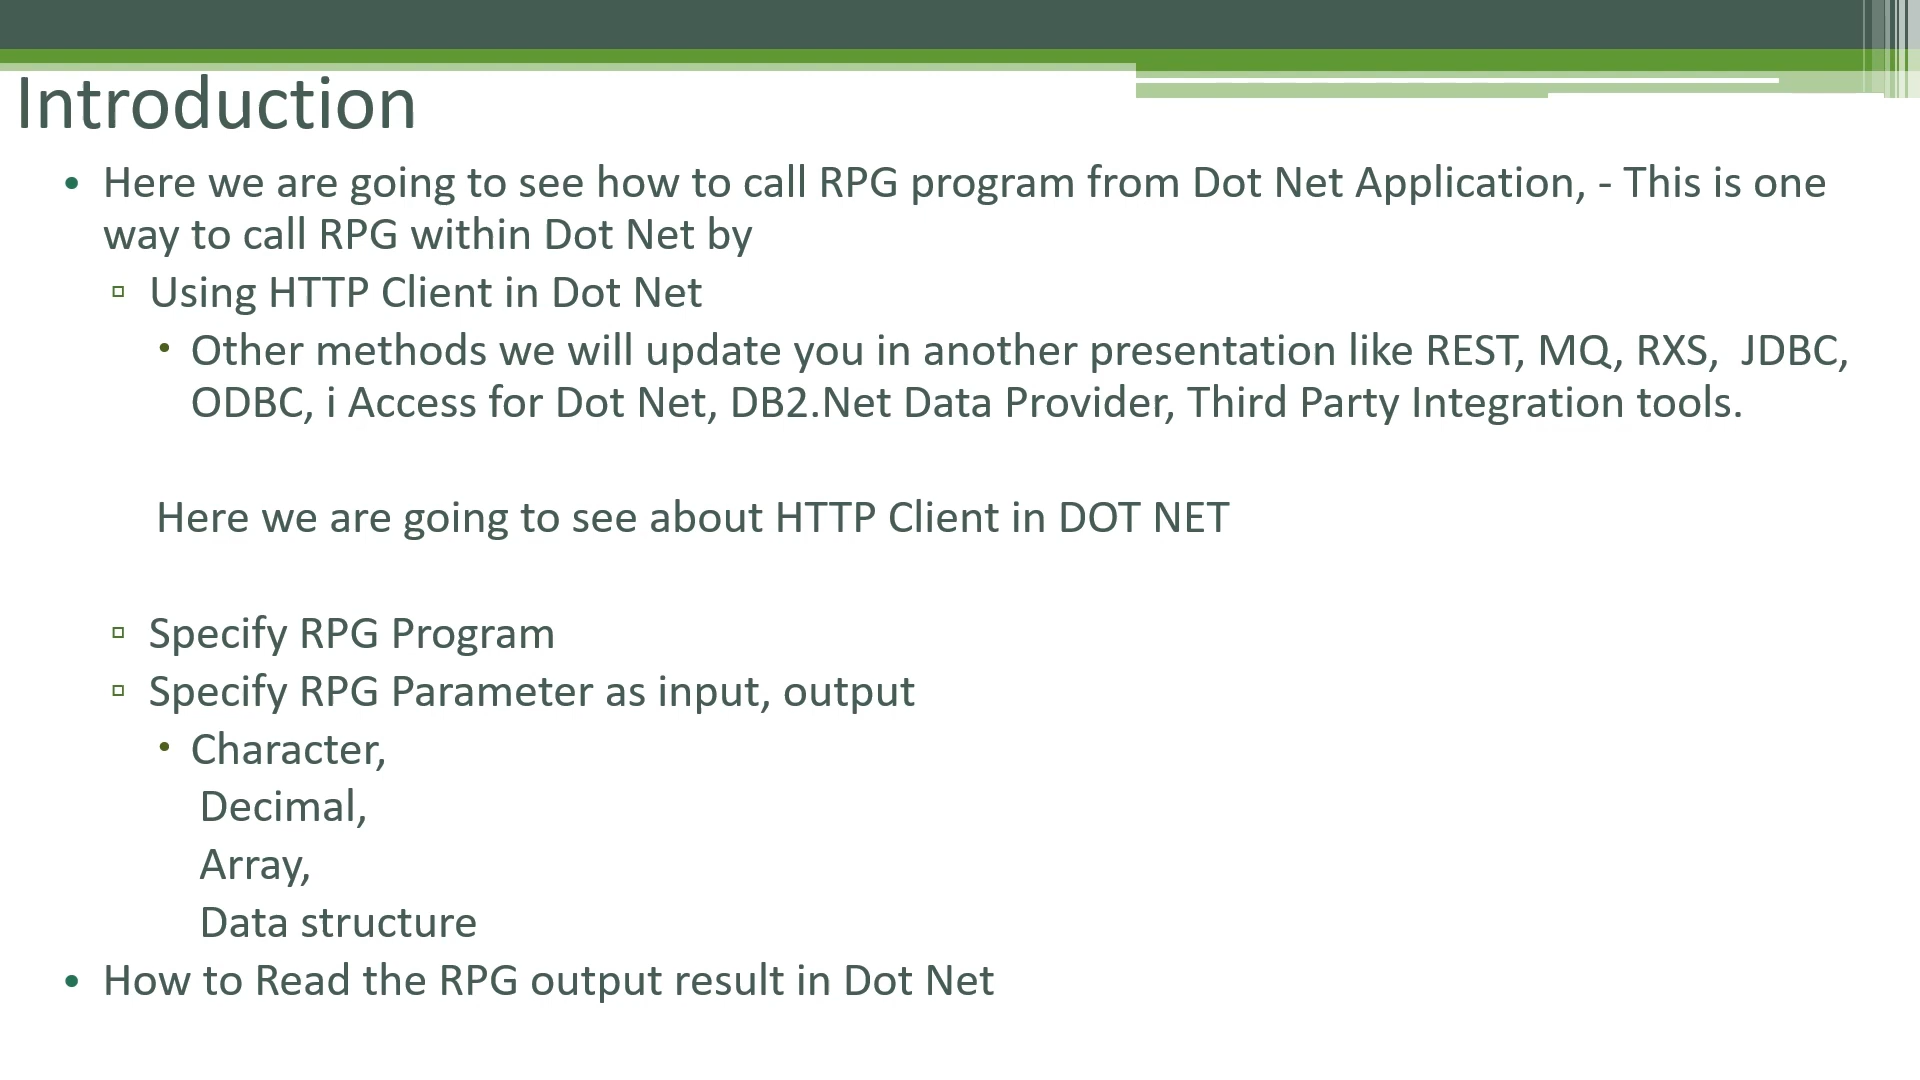 Introduction
• Here we are going to see how to call RPG program from Dot Net Application, - This is one
way to call RPG within Dot Net by
▫ Using HTTP Client in Dot Net
• Other methods we will update you in another presentation like REST, MQ, RXS,  JDBC,
ODBC, i Access for Dot Net, DB2.Net Data Provider, Third Party Integration tools.
Here we are going to see about HTTP Client in DOT NET
▫ Specify RPG Program
▫ Specify RPG Parameter as input, output
• Character,
Decimal,
Array,
Data structure
• How to Read the RPG output result in Dot Net